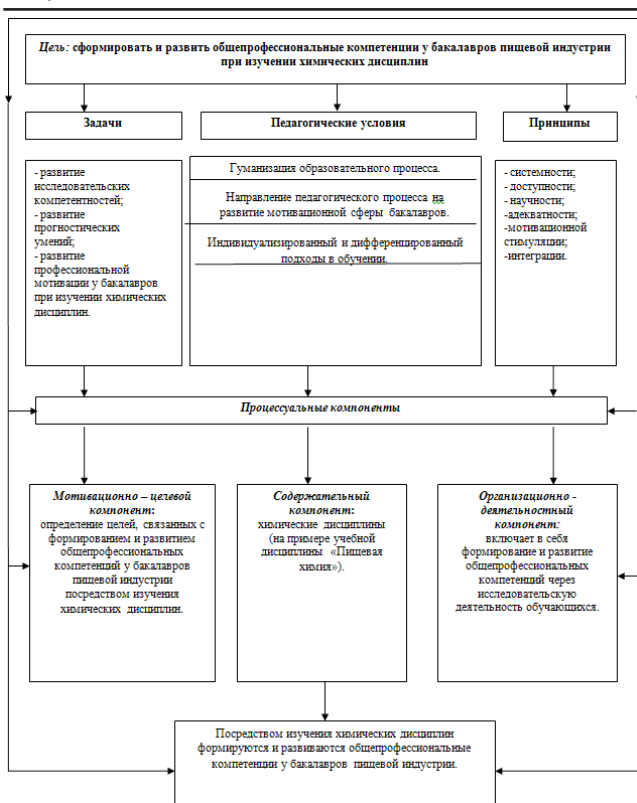 Цель: сформировать и развить общепрофессиональные компетенции у бакалавров пищевой индустрии
при изучении химических дисциплин
Задачи
Педагогические условия
Принципы
- развитие
исследовательских
компетентностей;
- развитие
прогностических
умений;
- развитие
профессиональной
мотивации у бакалавров
при изучении химических
дисциплин.
Гуманизация образовательного процесса.
Направление педагогического процесса на
развитие мотивационной сферы бакалавров.
Индивидуализированный и дифференцированный
подходы в обучении.
- системности;
- доступности;
- научности;
- адекватности;
-мотивационной
стимуляции;
-интеграции.
Процессуальные компоненты
Мотивационно – целевой
компонент:
определение целей, связанных с
формированием и развитием
общепрофессиональных
компетенций у бакалавров
пищевой индустрии
посредством изучения
химических дисциплин.
Содержательный
компонент:
химические дисциплины
(на примере учебной
дисциплины «Пищевая
химия»).
Организационно -
деятельностный
компонент:
включает в себя
формирование и развитие
общепрофессиональных
компетенций через
исследовательскую
деятельность обучающихся.
Посредством изучения химических дисциплин
формируются и развиваются общепрофессиональные
компетенции у бакалавров пищевой индустрии.